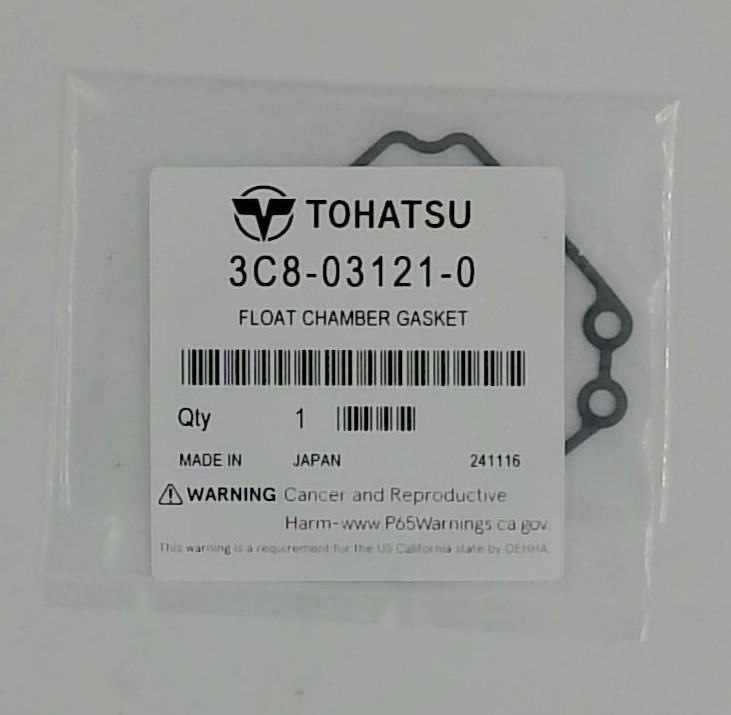 TOHATSU
3C8-03121-0
FLOAT CHAMBER GASKET
Qty 1
MADE IN JAPAN 241116
WARNING Cancer and Reproductive
Harm-www.P65Warnings.ca.gov.
This warning is a requirement for the US California state by OEHHA.